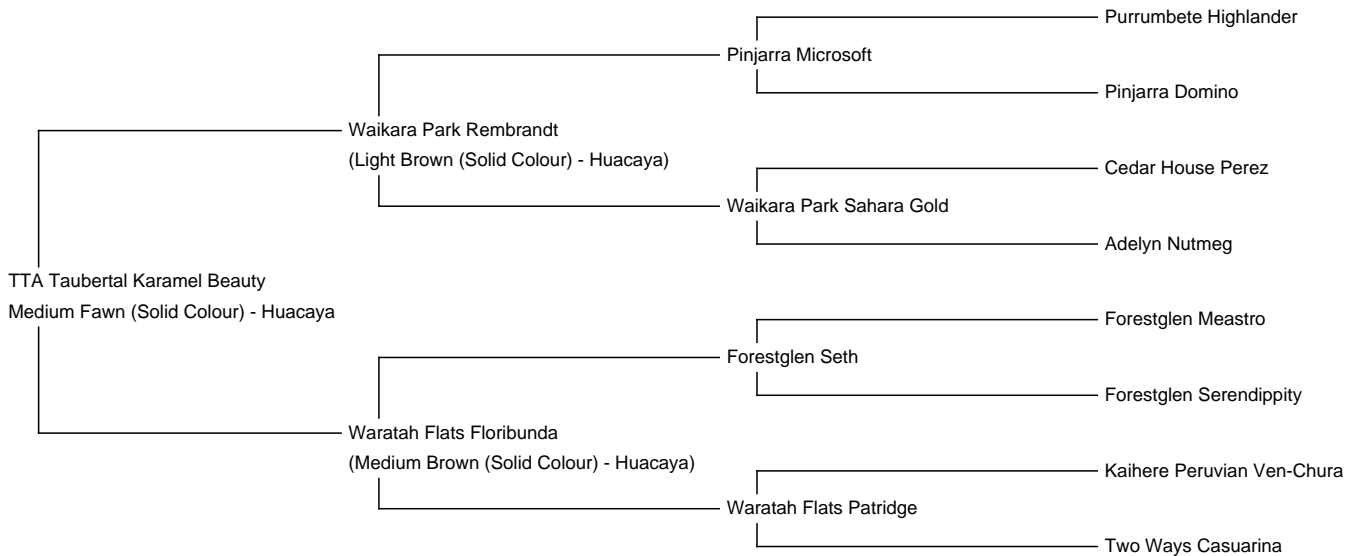 Purrumbete Highlander
Pinjarra Microsoft
Pinjarra Domino
Waikara Park Rembrandt
(Light Brown (Solid Colour) - Huacaya)
Cedar House Perez
Waikara Park Sahara Gold
Adelyn Nutmeg
TTA Taubertal Karamel Beauty
Medium Fawn (Solid Colour) - Huacaya
Forestglen Meastro
Forestglen Seth
Forestglen Serendippity
Waratah Flats Floribunda
(Medium Brown (Solid Colour) - Huacaya)
Kaihere Peruvian Ven-Chura
Waratah Flats Patridge
Two Ways Casuarina